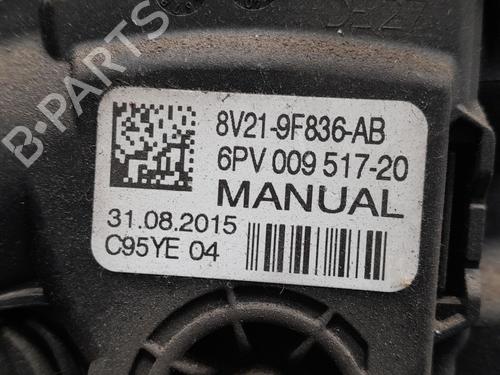 8V21-9F836-AB
6PV 009 517-20
MANUAL
31.08.2015
C95YE 04
B-PARTS